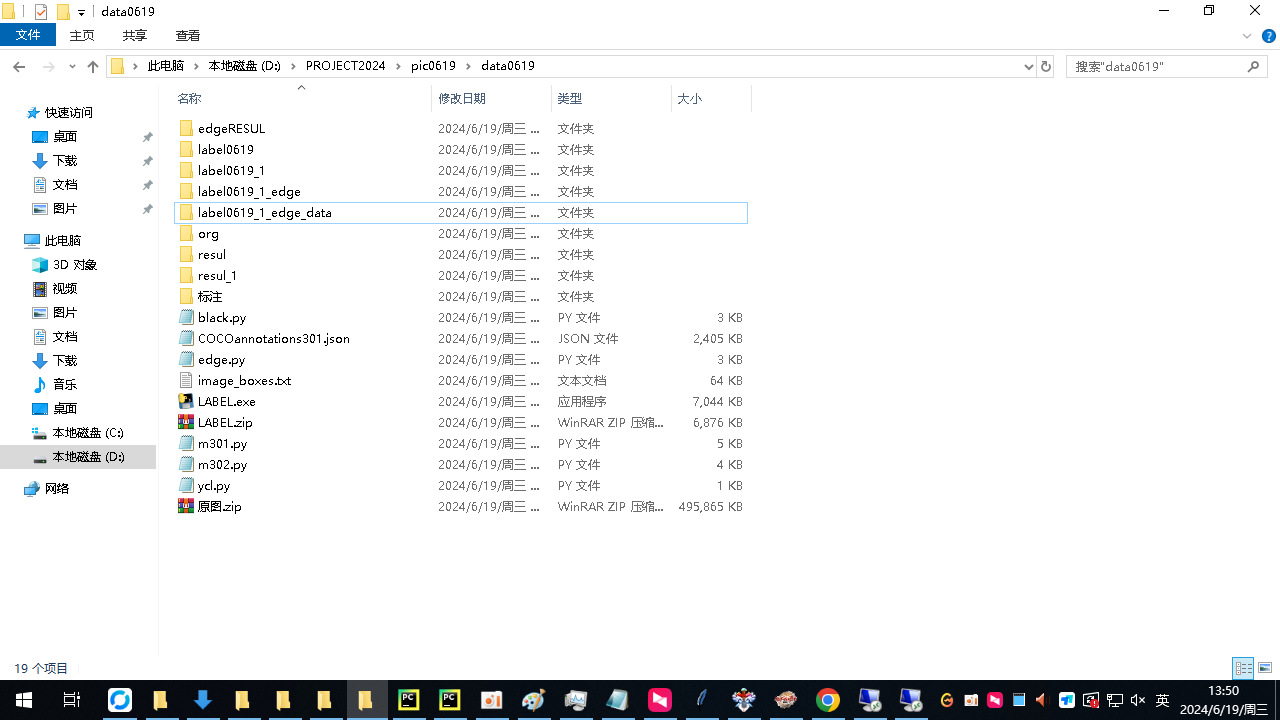 data0619
文件 主页 共享 查看
此电脑 本地磁盘 (D:) PROJECT2024 pic0619 data0619
搜索"data0619"
快速访问
桌面
下载
文档
图片
此电脑
3D 对象
视频
图片
文档
下载
音乐
桌面
本地磁盘 (C:)
本地磁盘 (D:)
网络
名称 修改日期 类型 大小
edgeRESUL 2024/6/19/周三 ... 文件夹
label0619 2024/6/19/周三 ... 文件夹
label0619_1 2024/6/19/周三 ... 文件夹
label0619_1_edge 2024/6/19/周三 ... 文件夹
label0619_1_edge_data 2024/6/19/周三 ... 文件夹
org 2024/6/19/周三 ... 文件夹
resul 2024/6/19/周三 ... 文件夹
resul_1 2024/6/19/周三 ... 文件夹
标注 2024/6/19/周三 ... 文件夹
black.py 2024/6/19/周三 ... PY 文件 3 KB
COCOannotations301.json 2024/6/19/周三 ... JSON 文件 2,405 KB
edge.py 2024/6/19/周三 ... PY 文件 3 KB
image_boxes.txt 2024/6/19/周三 ... 文本文档 64 KB
LABEL.exe 2024/6/19/周三 ... 应用程序 7,044 KB
LABEL.zip 2024/6/19/周三 ... WinRAR ZIP 压缩... 6,876 KB
m301.py 2024/6/19/周三 ... PY 文件 5 KB
m302.py 2024/6/19/周三 ... PY 文件 4 KB
ycl.py 2024/6/19/周三 ... PY 文件 1 KB
原图.zip 2024/6/19/周三 ... WinRAR ZIP 压缩... 495,865 KB
19 个项目
PC PC 英 13:50
2024/6/19/周三